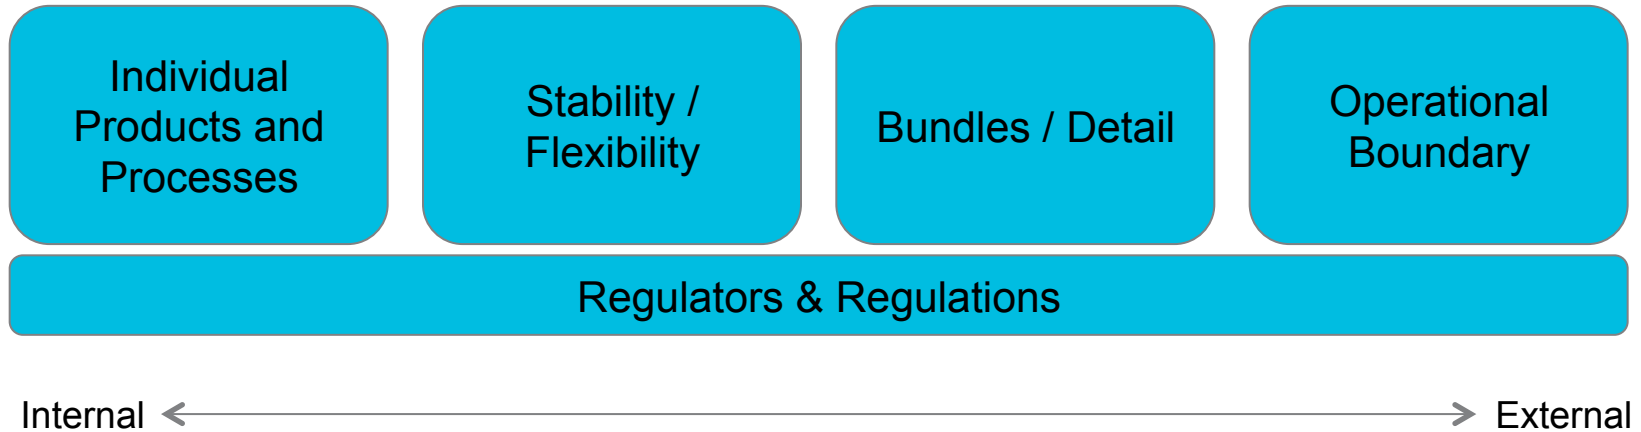 Individual
Products and
Processes
Stability /
Flexibility
Bundles / Detail
Operational
Boundary
Regulators & Regulations
Internal
External